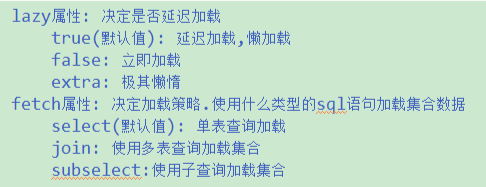 lazy属性: 决定是否延迟加载
true(默认值): 延迟加载,懒加载
false: 立即加载
extra: 极其懒惰
fetch属性: 决定加载策略.使用什么类型的sql语句加载集合数据
select(默认值): 单表查询加载
join: 使用多表查询加载集合
subselect:使用子查询加载集合